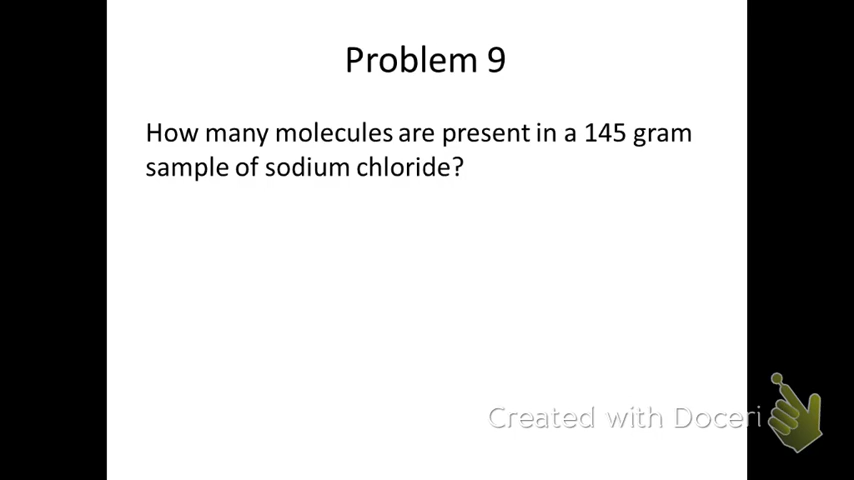 Problem 9
How many molecules are present in a 145 gram
sample of sodium chloride?
Created with Doceri